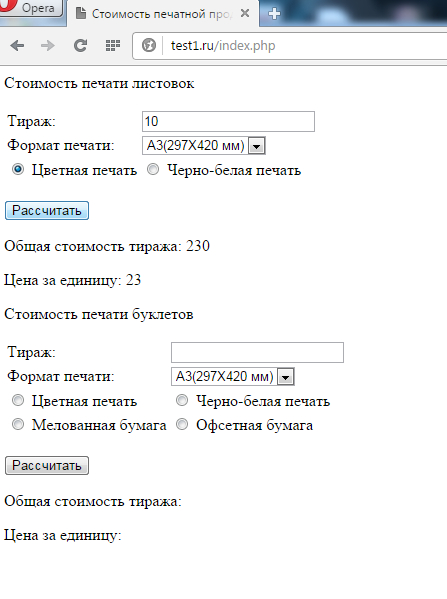 Opera
Стоимость печатной про
test1.ru/index.php
Стоимость печати листовок
Тираж: 10
Формат печати: А3(297X420 мм)
Цветная печать Черно-белая печать
Рассчитать
Общая стоимость тиража: 230
Цена за единицу: 23
Стоимость печати буклетов
Тираж:
Формат печати: А3(297X420 мм)
Цветная печать Черно-белая печать
Мелованная бумага Офсетная бумага
Рассчитать
Общая стоимость тиража:
Цена за единицу: